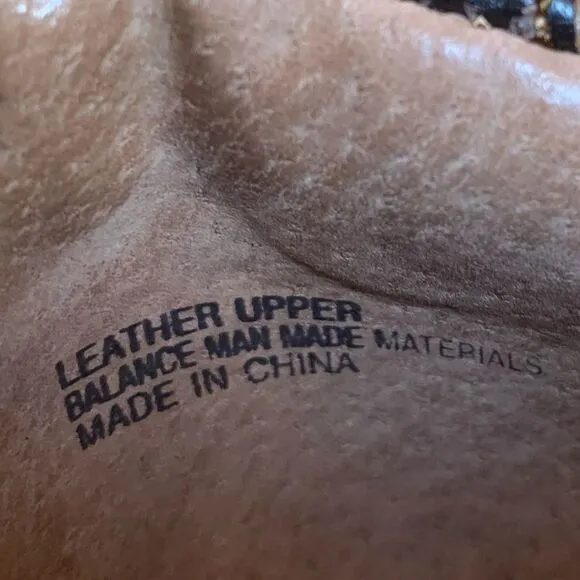 LEATHER UPPER
BALANCE MAN MADE MATERIALS
MADE IN CHINA